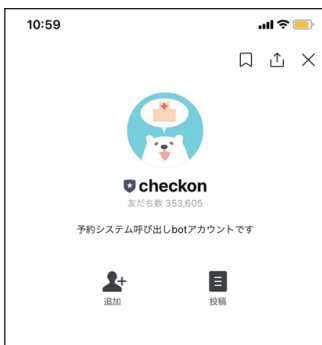 10:59
checkon
友だち数 353,605
予約システム呼び出しbotアカウントです
追加
投稿